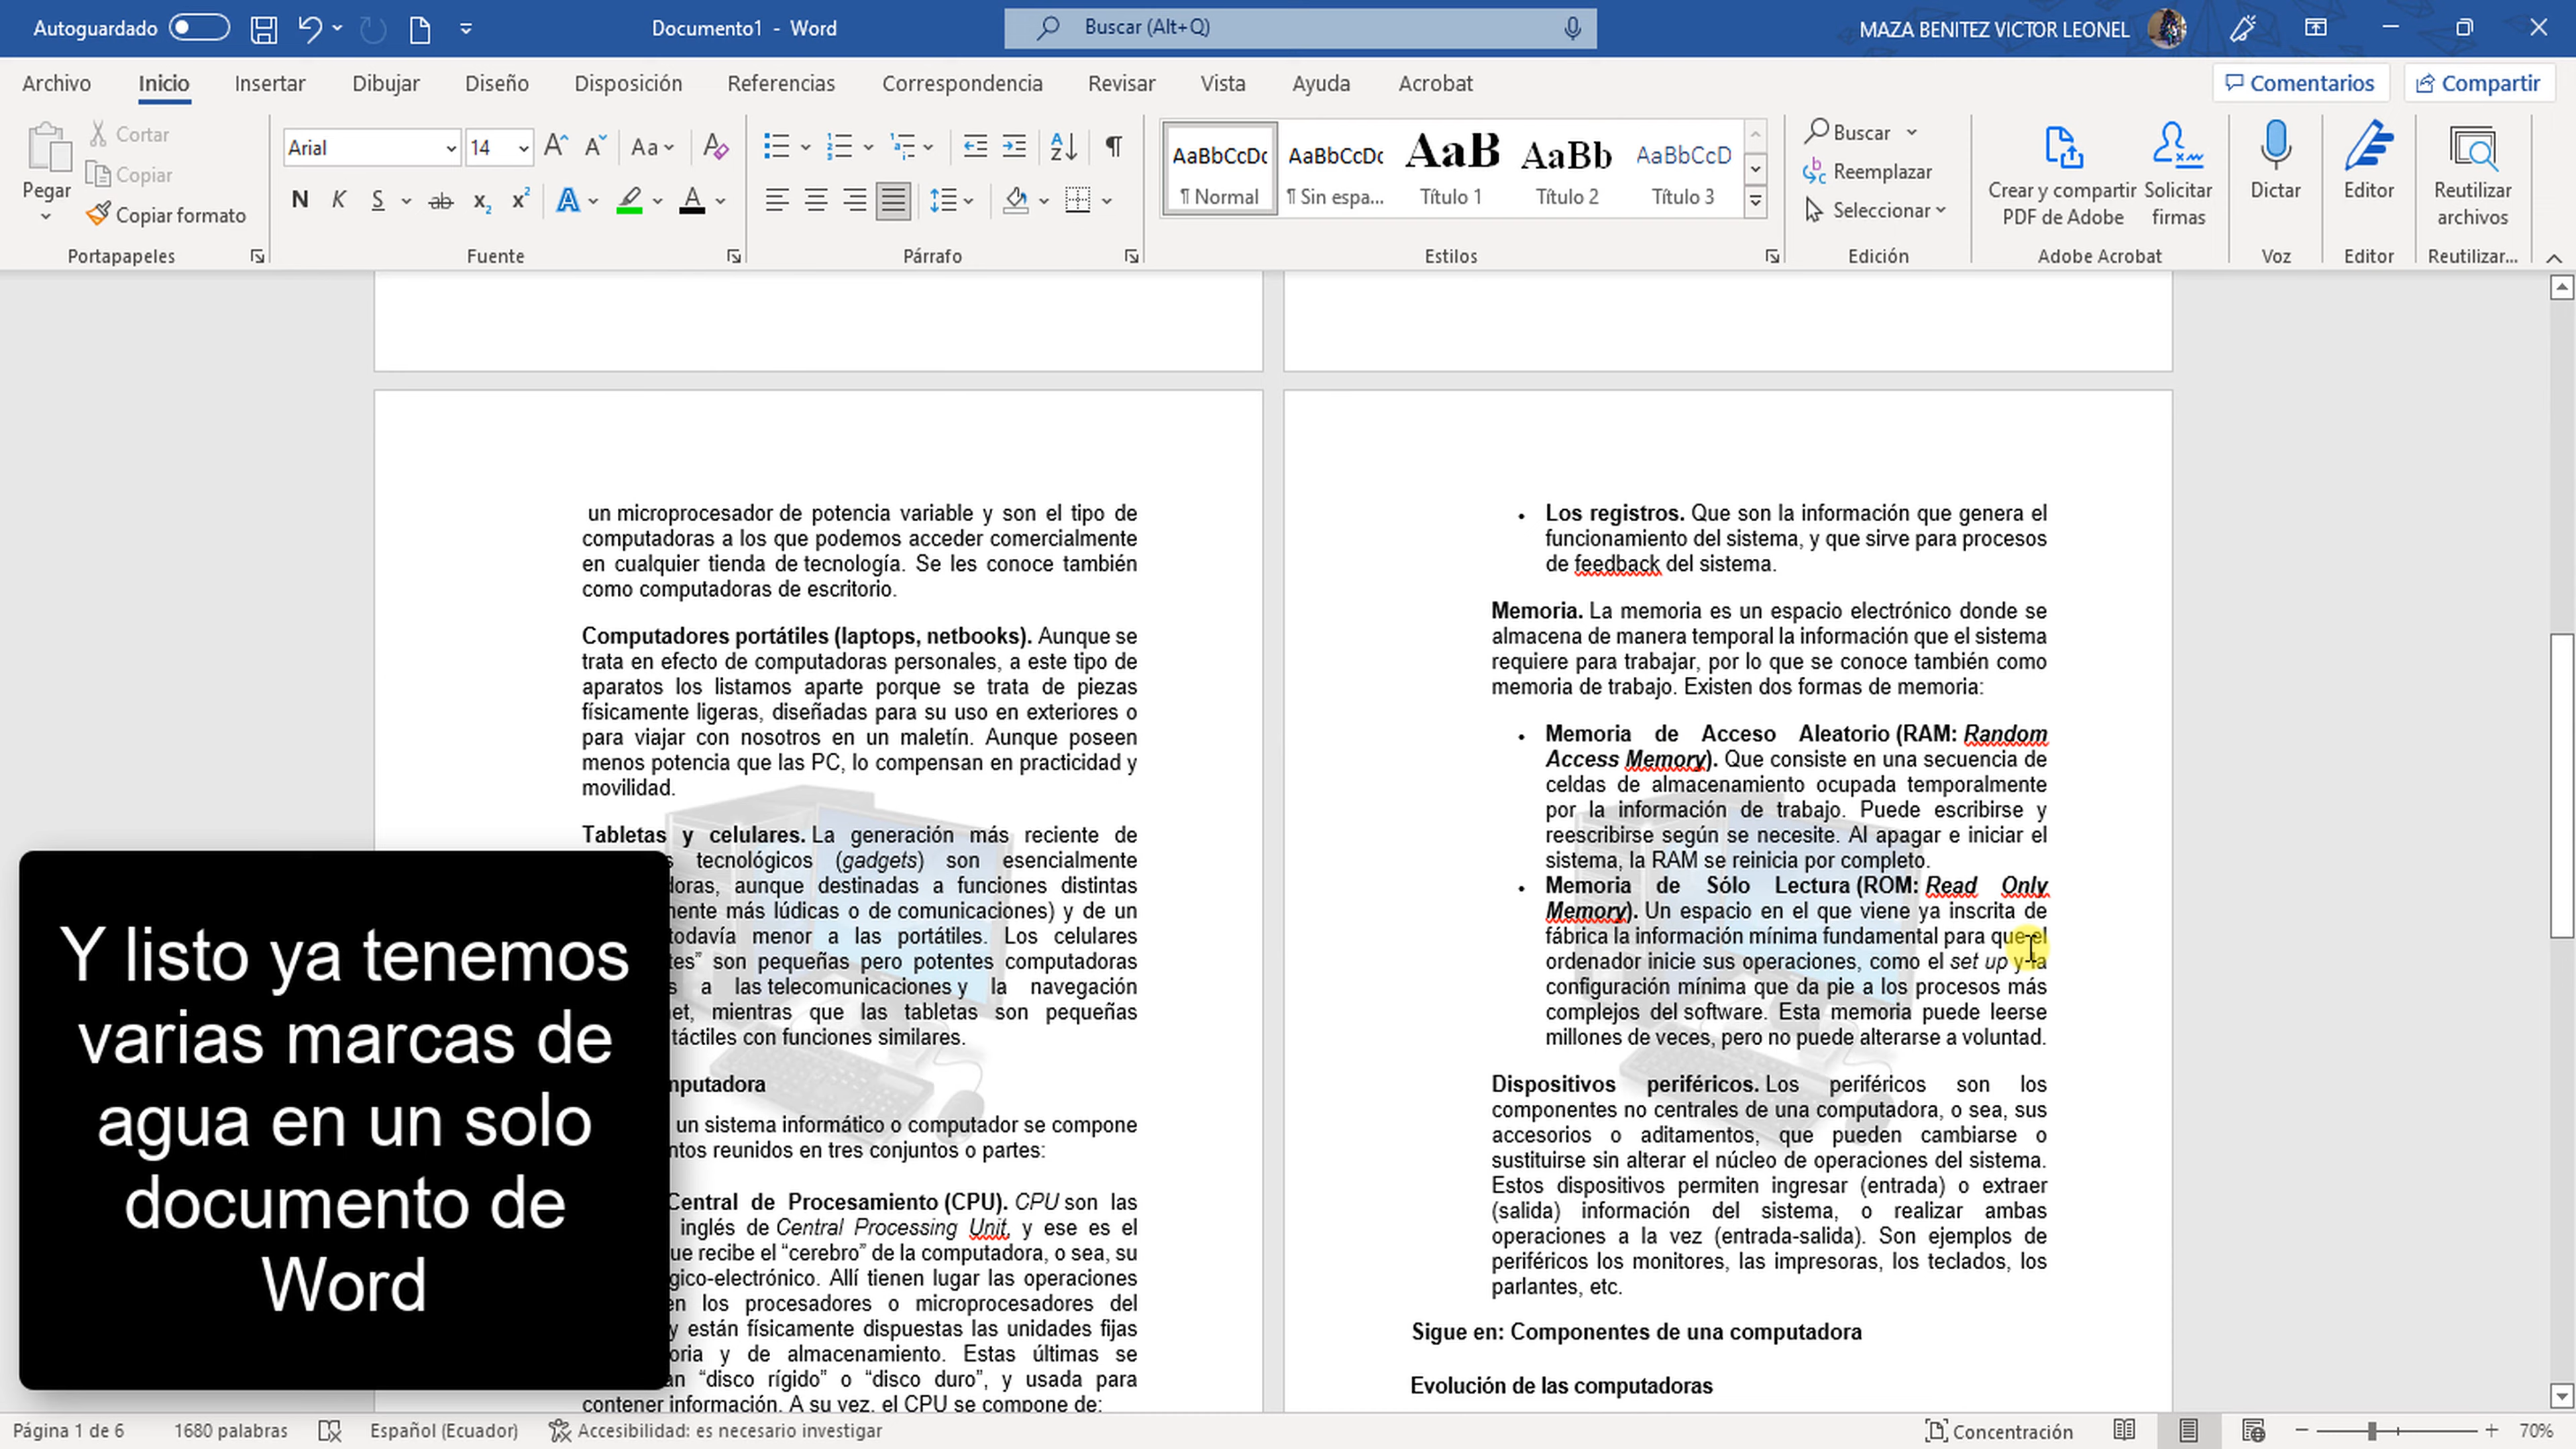 Autoguardado
Documento1 - Word
Buscar (Alt+Q)
MAZA BENITEZ VICTOR LEONEL
Archivo Inicio Insertar Dibujar Diseño Disposición Referencias Correspondencia Revisar Vista Ayuda Acrobat
Comentarios Compartir
Pegar
Cortar
Copiar
Copiar formato
Portapapeles
Arial 14
N K S ab x₂ x²
Fuente
Párrafo
AaBbCcDc AaBbCcDc AaB AaBb AaBbCcD
¶ Normal ¶ Sin espa... Título 1 Título 2 Título 3
Estilos
Buscar
Reemplazar
Seleccionar
Edición
Crear y compartir
PDF de Adobe
Solicitar
firmas
Adobe Acrobat
Dictar
Voz
Editor
Editor
Reutilizar
archivos
Reutilizar...
un microprocesador de potencia variable y son el tipo de
computadoras a los que podemos acceder comercialmente
en cualquier tienda de tecnología. Se les conoce también
como computadoras de escritorio.
Computadores portátiles (laptops, netbooks). Aunque se
trata en efecto de computadoras personales, a este tipo de
aparatos los listamos aparte porque se trata de piezas
físicamente ligeras, diseñadas para su uso en exteriores o
para viajar con nosotros en un maletín. Aunque poseen
menos potencia que las PC, lo compensan en practicidad y
movilidad.
Tabletas y celulares. La generación más reciente de
tecnológicos (gadgets) son esencialmente
aunque destinadas a funciones distintas
más lúdicas o de comunicaciones) y de un
todavía menor a las portátiles. Los celulares
son pequeñas pero potentes computadoras
a las telecomunicaciones y la navegación
mientras que las tabletas son pequeñas
táctiles con funciones similares.
mputadora
un sistema informático o computador se compone
ntos reunidos en tres conjuntos o partes:
Central de Procesamiento (CPU). CPU son las
inglés de Central Processing Unit, y ese es el
ue recibe el “cerebro” de la computadora, o sea, su
gico-electrónico. Allí tienen lugar las operaciones
en los procesadores o microprocesadores del
y están físicamente dispuestas las unidades fijas
oria y de almacenamiento. Estas últimas se
an “disco rígido” o “disco duro”, y usada para
contener información. A su vez, el CPU se compone de:
Los registros. Que son la información que genera el
funcionamiento del sistema, y que sirve para procesos
de feedback del sistema.
Memoria. La memoria es un espacio electrónico donde se
almacena de manera temporal la información que el sistema
requiere para trabajar, por lo que se conoce también como
memoria de trabajo. Existen dos formas de memoria:
Memoria de Acceso Aleatorio (RAM: Random
Access Memory). Que consiste en una secuencia de
celdas de almacenamiento ocupada temporalmente
por la información de trabajo. Puede escribirse y
reescribirse según se necesite. Al apagar e iniciar el
sistema, la RAM se reinicia por completo.
Memoria de Sólo Lectura (ROM: Read Only
Memory). Un espacio en el que viene ya inscrita de
fábrica la información mínima fundamental para que el
ordenador inicie sus operaciones, como el set up y la
configuración mínima que da pie a los procesos más
complejos del software. Esta memoria puede leerse
millones de veces, pero no puede alterarse a voluntad.
Dispositivos periféricos. Los periféricos son los
componentes no centrales de una computadora, o sea, sus
accesorios o aditamentos, que pueden cambiarse o
sustituirse sin alterar el núcleo de operaciones del sistema.
Estos dispositivos permiten ingresar (entrada) o extraer
(salida) información del sistema, o realizar ambas
operaciones a la vez (entrada-salida). Son ejemplos de
periféricos los monitores, las impresoras, los teclados, los
parlantes, etc.
Sigue en: Componentes de una computadora
Evolución de las computadoras
Y listo ya tenemos
varias marcas de
agua en un solo
documento de
Word
Página 1 de 6 1680 palabras Español (Ecuador) Accesibilidad: es necesario investigar
Concentración 70%